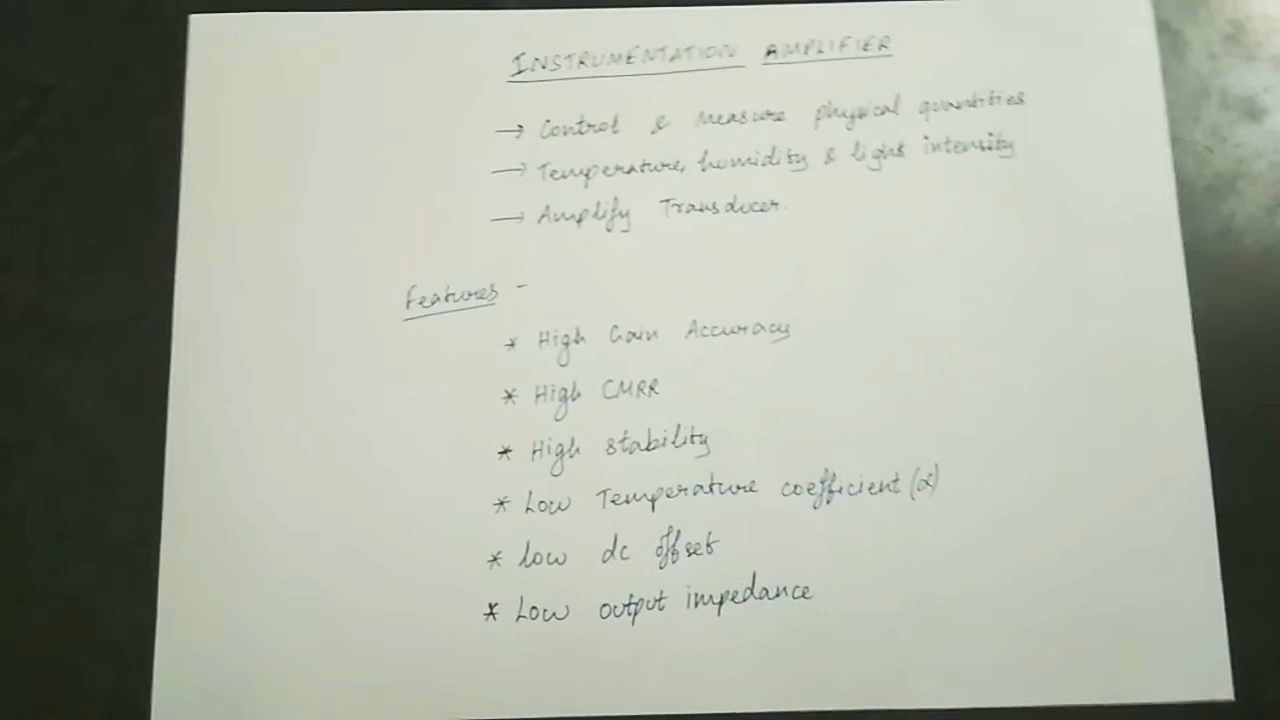 INSTRUMENTATION AMPLIFIER
→ Control & Measure physical quantities
→ Temperature, humidity & light intensity
→ Amplify Transducer.
Features -
* High Gain Accuracy
* High CMRR
* High stability
* Low Temperature coefficient (α)
* Low dc offset
* Low output impedance